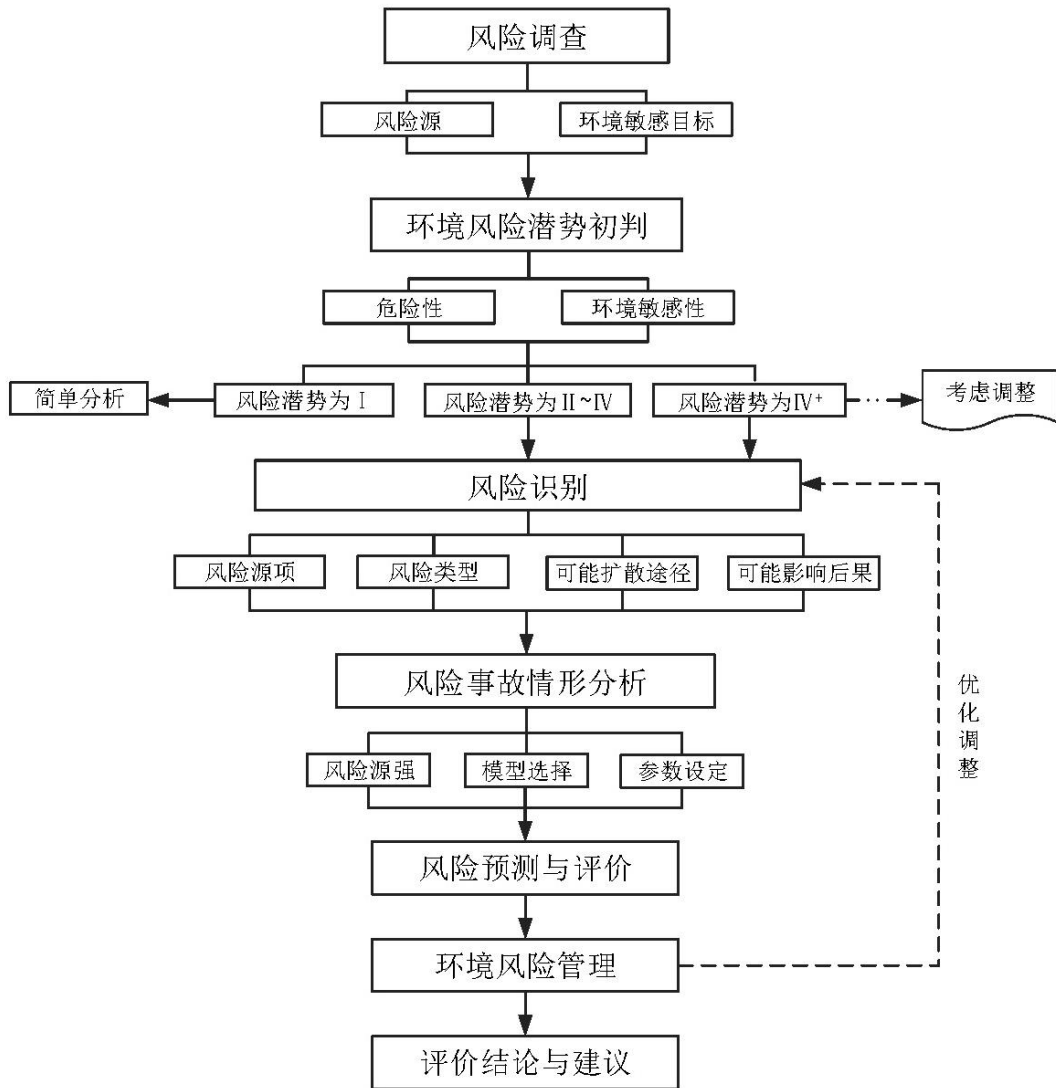 风险调查
风险源
环境敏感目标
环境风险潜势初判
危险性
环境敏感性
简单分析
风险潜势为Ⅰ
风险潜势为Ⅱ~Ⅳ
风险潜势为Ⅳ⁺
考虑调整
风险识别
风险源项
风险类型
可能扩散途径
可能影响后果
风险事故情形分析
风险源强
模型选择
参数设定
优化调整
风险预测与评价
环境风险管理
评价结论与建议